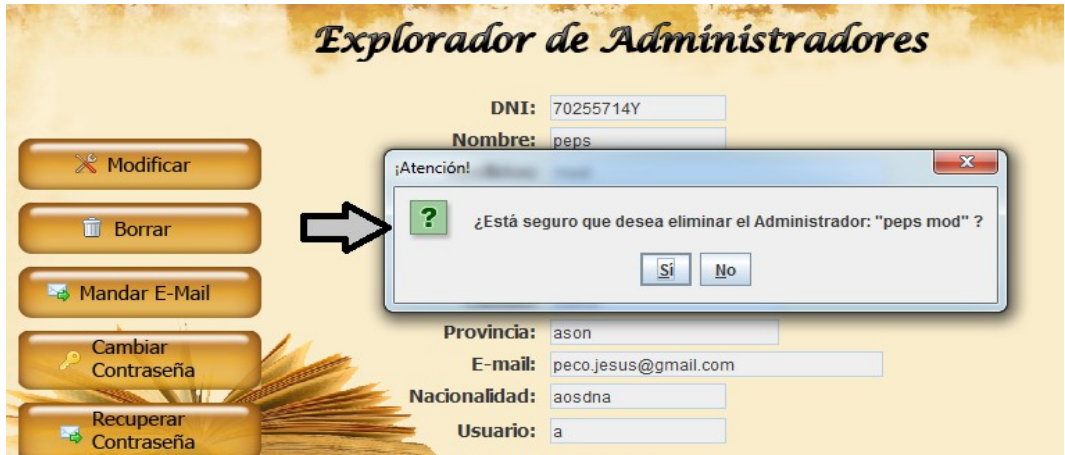 Explorador de Administradores
DNI: 70255714Y
Nombre: peps
Modificar
Borrar
Mandar E-Mail
Cambiar
Contraseña
Recuperar
Contraseña
¡Atención!
?
¿Está seguro que desea eliminar el Administrador: "peps mod" ?
Sí No
Provincia: ason
E-mail: peco.jesus@gmail.com
Nacionalidad: aosdna
Usuario: a